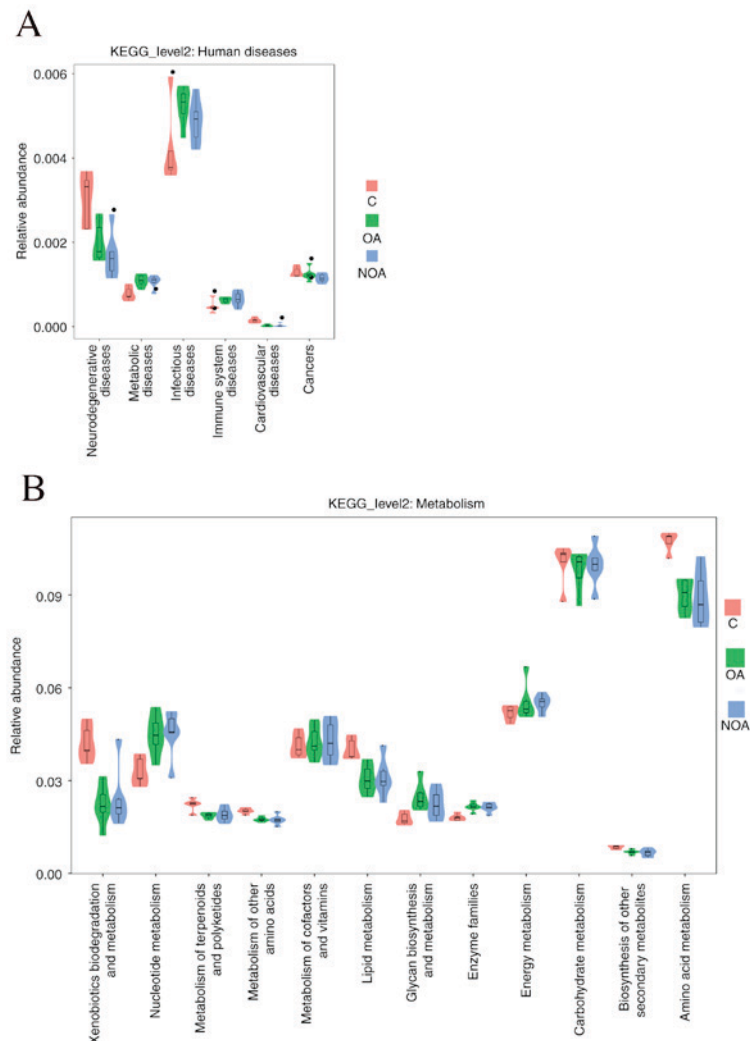 A
KEGG_level2: Human diseases
Relative abundance
0.006
0.004
0.002
0.000
C
OA
NOA
Neurodegenerative
diseases
Metabolic
diseases
Infectious
diseases
Immune system
diseases
Cardiovascular
diseases
Cancers
B
KEGG_level2: Metabolism
Relative abundance
0.09
0.06
0.03
0.00
C
OA
NOA
Xenobiotics biodegradation
and metabolism
Nucleotide metabolism
Metabolism of terpenoids
and polyketides
Metabolism of other
amino acids
Metabolism of cofactors
and vitamins
Lipid metabolism
Glycan biosynthesis
and metabolism
Enzyme families
Energy metabolism
Carbohydrate metabolism
Biosynthesis of other
secondary metabolites
Amino acid metabolism